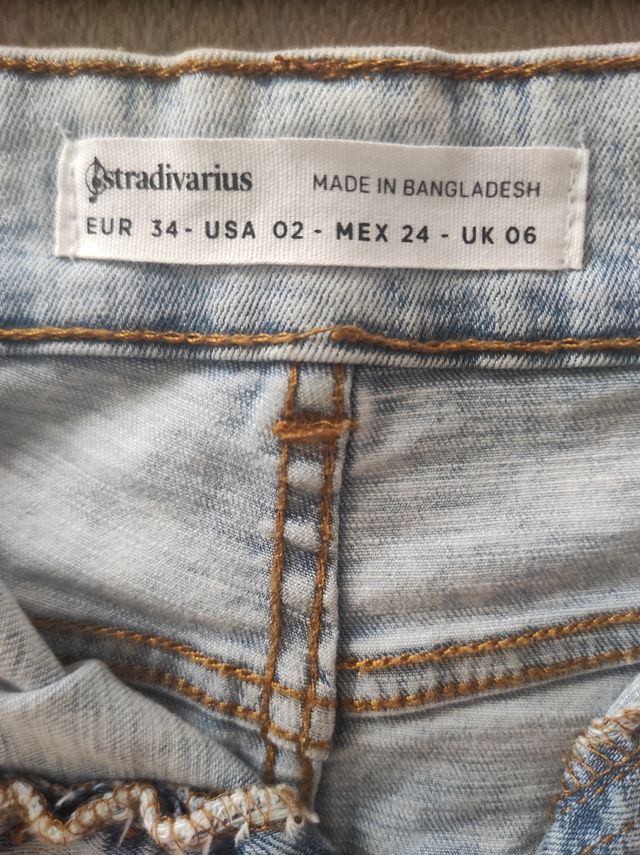 stradivarius MADE IN BANGLADESH
EUR 34 - USA 02 - MEX 24 - UK 06